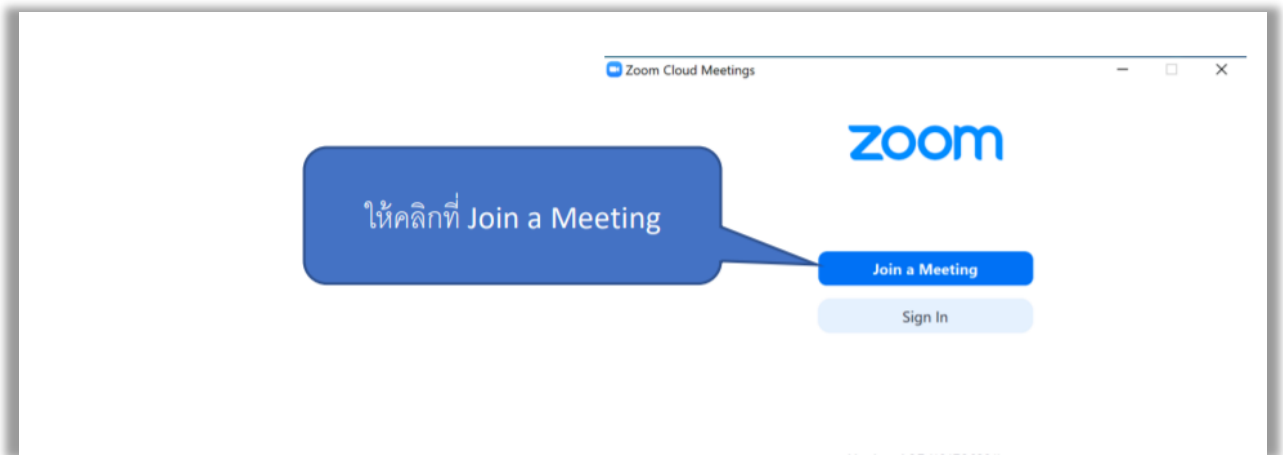 Zoom Cloud Meetings
zoom
ให้คลิกที่ Join a Meeting
Join a Meeting
Sign In